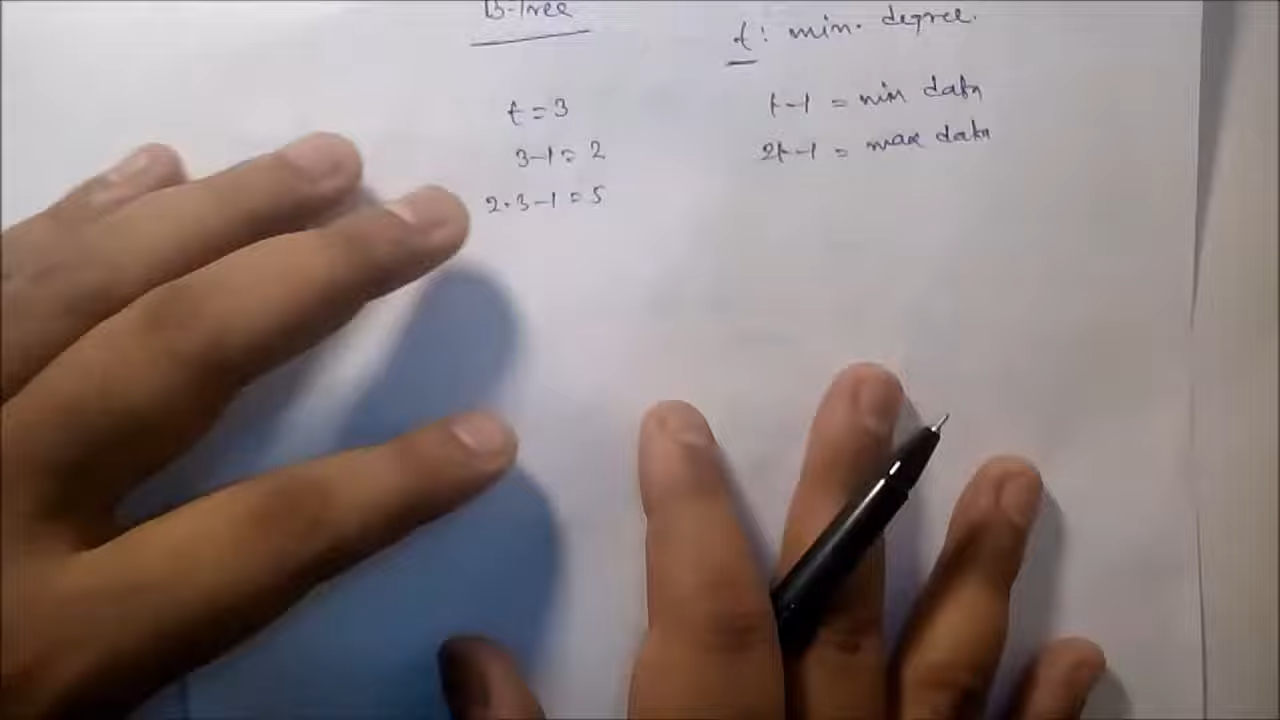 B-Tree
t: min. degree.
t = 3
t-1 = min data
3-1 = 2
2t-1 = max data
2.3-1 = 5